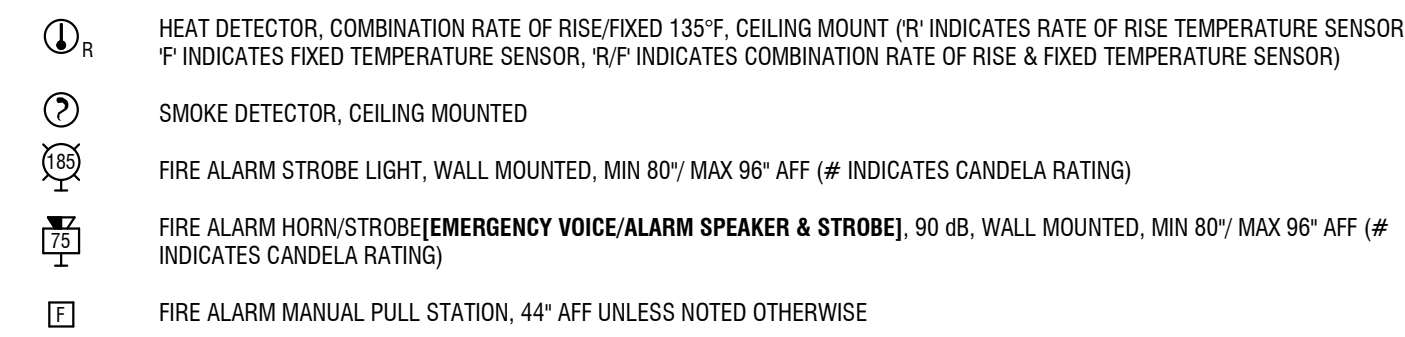 R HEAT DETECTOR, COMBINATION RATE OF RISE/FIXED 135°F, CEILING MOUNT ('R' INDICATES RATE OF RISE TEMPERATURE SENSOR
'F' INDICATES FIXED TEMPERATURE SENSOR, 'R/F' INDICATES COMBINATION RATE OF RISE & FIXED TEMPERATURE SENSOR)
? SMOKE DETECTOR, CEILING MOUNTED
185 FIRE ALARM STROBE LIGHT, WALL MOUNTED, MIN 80"/ MAX 96" AFF (# INDICATES CANDELA RATING)
75 FIRE ALARM HORN/STROBE[EMERGENCY VOICE/ALARM SPEAKER & STROBE], 90 dB, WALL MOUNTED, MIN 80"/ MAX 96" AFF (#
INDICATES CANDELA RATING)
F FIRE ALARM MANUAL PULL STATION, 44" AFF UNLESS NOTED OTHERWISE